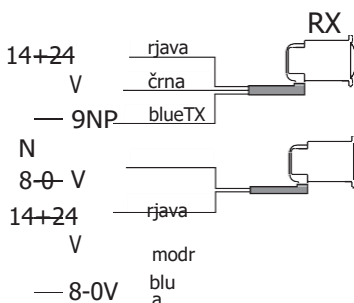 RX
14+24 rjava
V črna
9NP blueTX
N
8-0 V
14+24 rjava
V
modr
8-0V blu
a